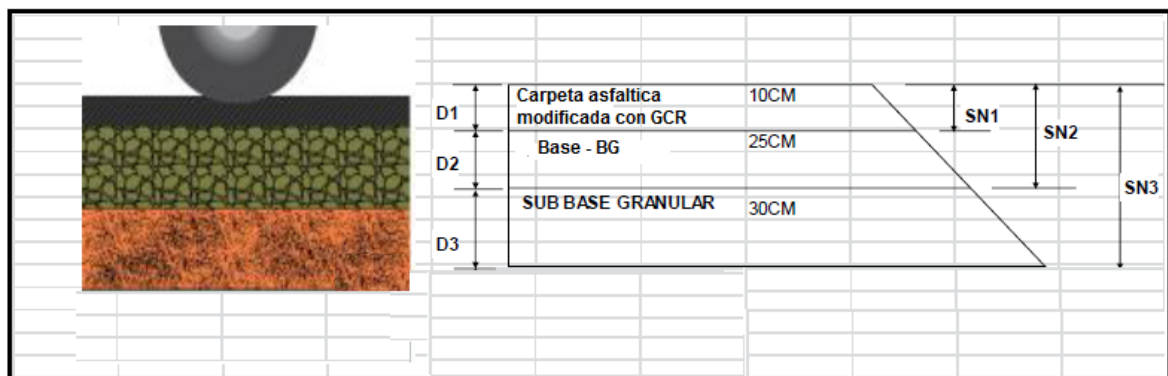 D1
Carpeta asfaltica
modificada con GCR
10CM
SN1
SN2
D2
Base - BG
25CM
SN3
SUB BASE GRANULAR
30CM
D3